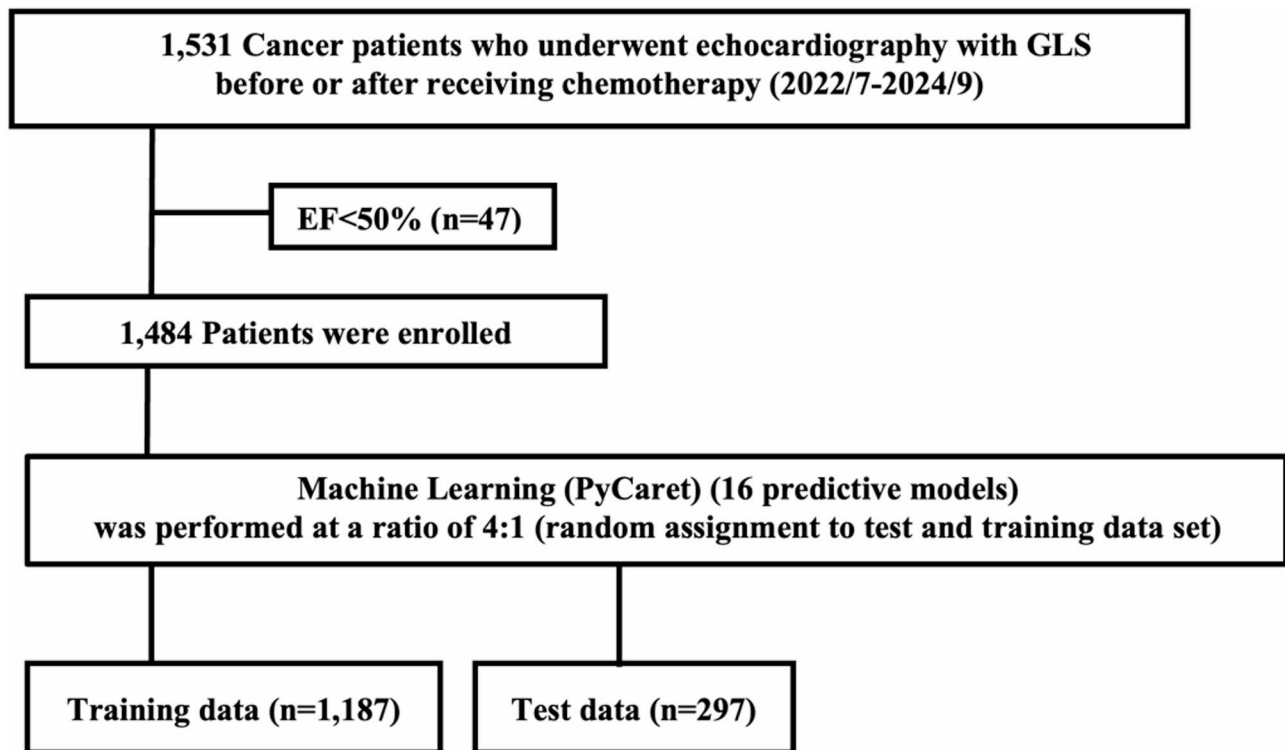 1,531 Cancer patients who underwent echocardiography with GLS
before or after receiving chemotherapy (2022/7-2024/9)
EF<50% (n=47)
1,484 Patients were enrolled
Machine Learning (PyCaret) (16 predictive models)
was performed at a ratio of 4:1 (random assignment to test and training data set)
Training data (n=1,187)
Test data (n=297)